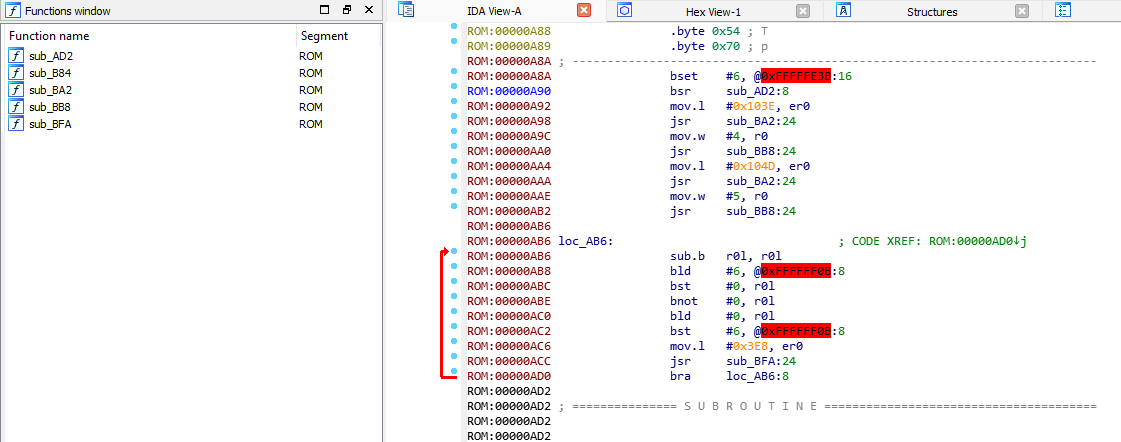 Functions window
Function name Segment
sub_AD2 ROM
sub_B84 ROM
sub_BA2 ROM
sub_BB8 ROM
sub_BFA ROM
IDA View-A Hex View-1 Structures
ROM:00000A88 .byte 0x54 ; T
ROM:00000A89 .byte 0x70 ; p
ROM:00000A8A ; ---------------------------------------------------------------------------
ROM:00000A8A bset #6, @0xFFFFFE3B:16
ROM:00000A90 bsr sub_AD2:8
ROM:00000A92 mov.l #0x103E, er0
ROM:00000A98 jsr sub_BA2:24
ROM:00000A9C mov.w #4, r0
ROM:00000AA0 jsr sub_BB8:24
ROM:00000AA4 mov.l #0x104D, er0
ROM:00000AAA jsr sub_BA2:24
ROM:00000AAE mov.w #5, r0
ROM:00000AB2 jsr sub_BB8:24
ROM:00000AB6
ROM:00000AB6 loc_AB6: ; CODE XREF: ROM:00000AD0↓j
ROM:00000AB6 sub.b r0l, r0l
ROM:00000AB8 bld #6, @0xFFFFFF0B:8
ROM:00000ABC bst #0, r0l
ROM:00000ABE bnot #0, r0l
ROM:00000AC0 bld #0, r0l
ROM:00000AC2 bst #6, @0xFFFFFF0B:8
ROM:00000AC6 mov.l #0x3E8, er0
ROM:00000ACC jsr sub_BFA:24
ROM:00000AD0 bra loc_AB6:8
ROM:00000AD2
ROM:00000AD2 ; =============== S U B R O U T I N E =======================================
ROM:00000AD2
ROM:00000AD2